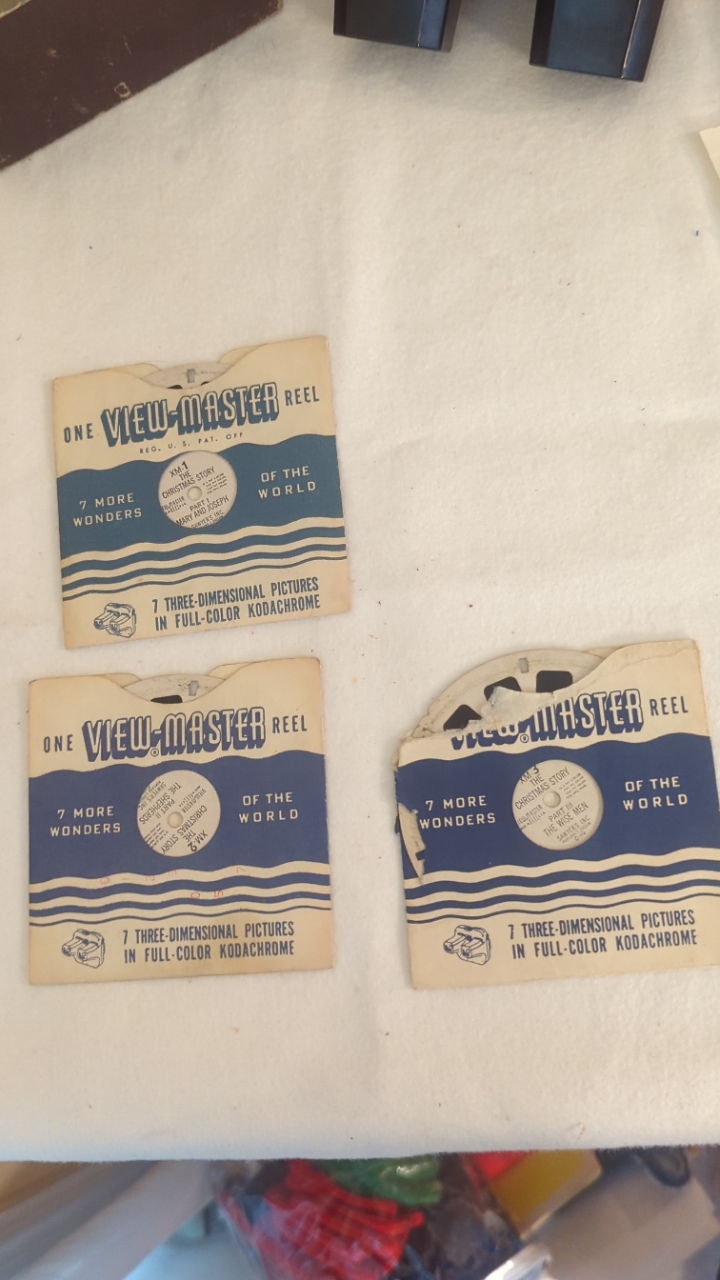 ONE VIEW-MASTER REEL
REG. U. S. PAT. OFF
7 MORE
WONDERS
OF THE
WORLD
XM-1
THE
CHRISTMAS STORY
PART I
MARY AND JOSEPH
SAWYERS INC
7 THREE-DIMENSIONAL PICTURES
IN FULL-COLOR KODACHROME
ONE VIEW-MASTER® REEL
7 MORE
WONDERS
OF THE
WORLD
XM-2
THE
CHRISTMAS STORY
PART II
THE SHEPHERDS
SAWYERS INC
7 THREE-DIMENSIONAL PICTURES
IN FULL-COLOR KODACHROME
VIEW-MASTER® REEL
7 MORE
WONDERS
OF THE
WORLD
XM-3
THE
CHRISTMAS STORY
PART III
THE WISE MEN
SAWYERS INC
7 THREE-DIMENSIONAL PICTURES
IN FULL-COLOR KODACHROME